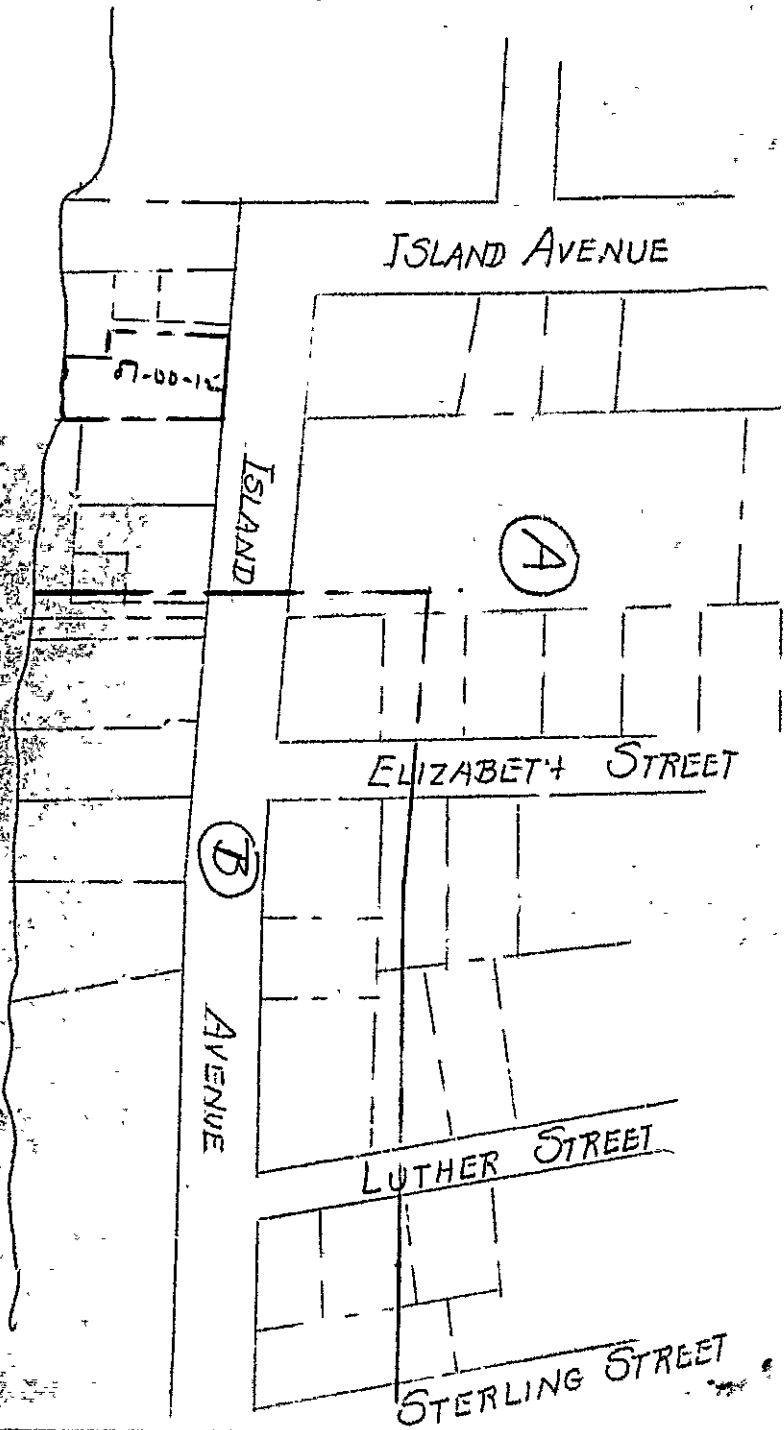 ISLAND AVENUE
ISLAND
A
ELIZABETH STREET
B
AVENUE
LUTHER STREET
STERLING STREET